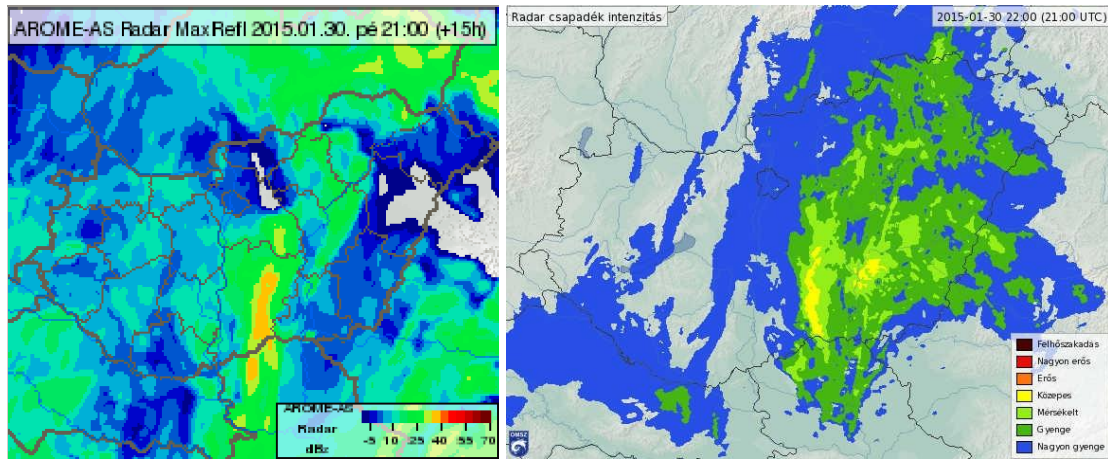 AROME-AS Radar MaxRefl 2015.01.30. pé 21:00 (+15h)
AROME-AS
Radar
dBz
-5 10 25 40 55 70
Radar csapadék intenzitás
2015-01-30 22:00 (21:00 UTC)
Felhőszakadás
Nagyon erős
Erős
Közepes
Mérsékelt
Gyenge
Nagyon gyenge
OMSZ